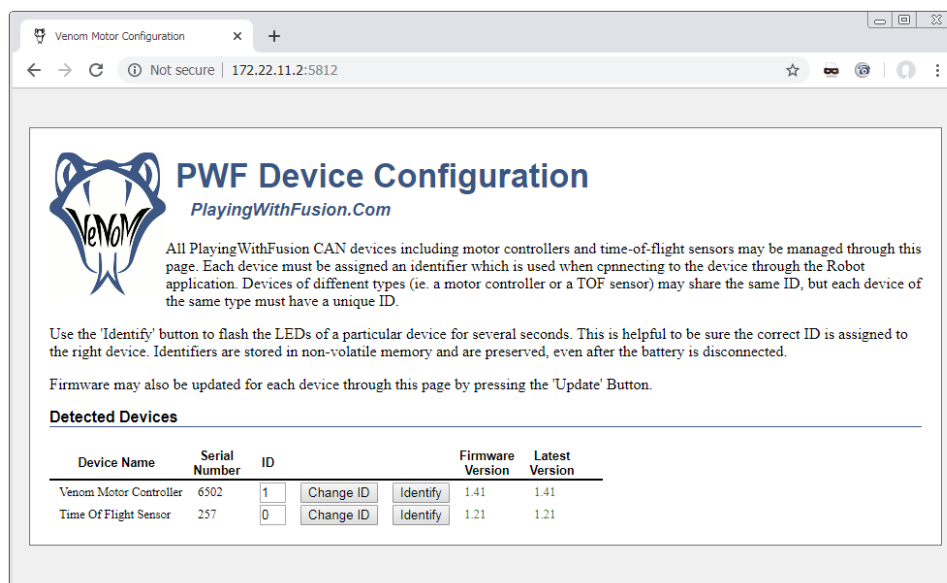 Venom Motor Configuration
Not secure | 172.22.11.2:5812
VeNoM
PWF Device Configuration
PlayingWithFusion.Com
All PlayingWithFusion CAN devices including motor controllers and time-of-flight sensors may be managed through this
page. Each device must be assigned an identifier which is used when cpnnecting to the device through the Robot
application. Devices of diffenent types (ie. a motor controller or a TOF sensor) may share the same ID, but each device of
the same type must have a unique ID.
Use the 'Identify' button to flash the LEDs of a particular device for several seconds. This is helpful to be sure the correct ID is assigned to
the right device. Identifiers are stored in non-volatile memory and are preserved, even after the battery is disconnected.
Firmware may also be updated for each device through this page by pressing the 'Update' Button.
Detected Devices
Device Name Serial Number ID Firmware Version Latest Version
Venom Motor Controller 6502 1 Change ID Identify 1.41 1.41
Time Of Flight Sensor 257 0 Change ID Identify 1.21 1.21